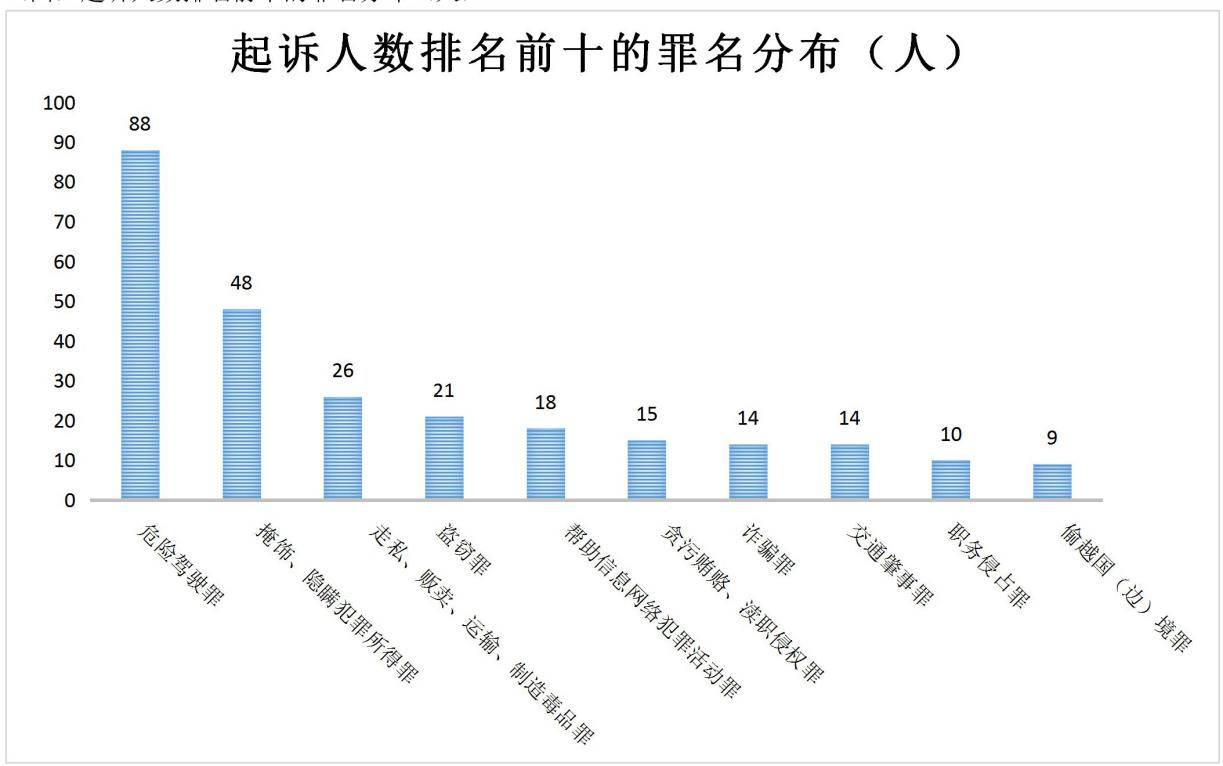 起诉人数排名前十的罪名分布（人）
100
90
80
70
60
50
40
30
20
10
0
88
48
26
21
18
15
14
14
10
9
危险驾驶罪
掩饰、隐瞒犯罪所得罪
走私、贩卖、运输、制造毒品罪
盗窃罪
帮助信息网络犯罪活动罪
贪污贿赂、渎职侵权罪
诈骗罪
交通肇事罪
职务侵占罪
偷越国（边）境罪